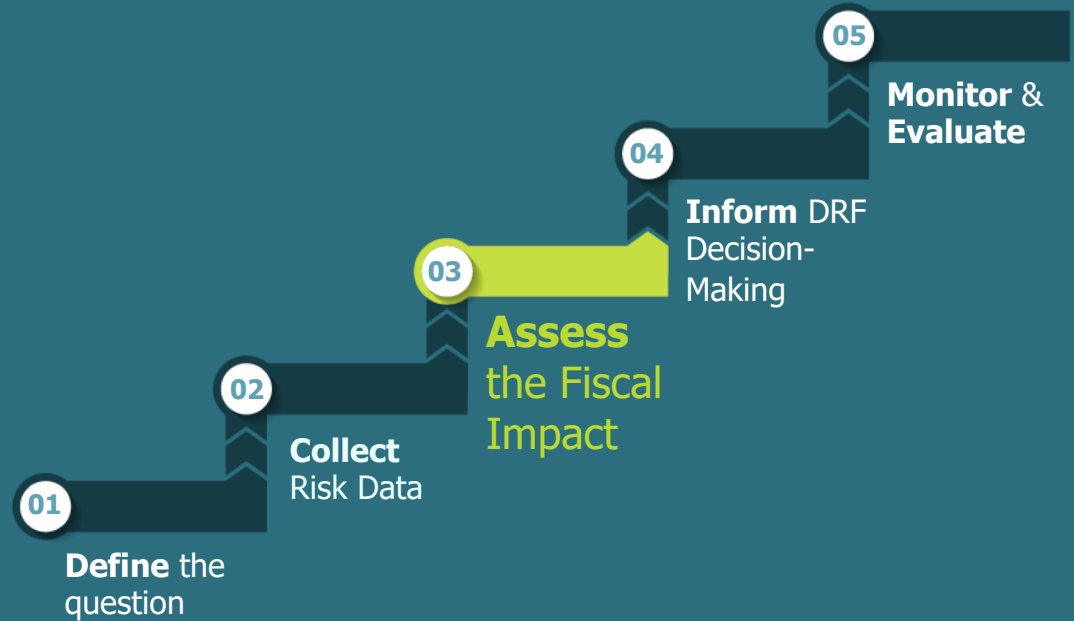 01
Define the
question
02
Collect
Risk Data
03
Assess
the Fiscal
Impact
04
Inform DRF
Decision-
Making
05
Monitor &
Evaluate